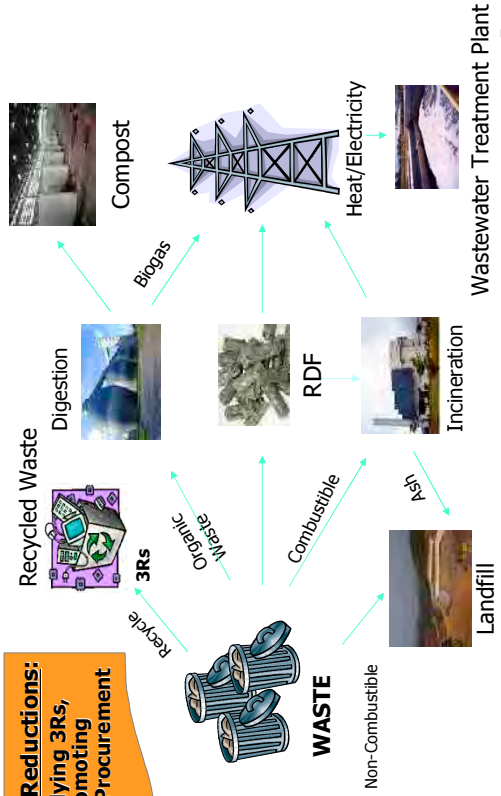 Reductions:
ying 3Rs,
omoting
Procurement
Recycled Waste
3Rs
Recycle
Organic
Waste
Digestion
Compost
Biogas
WASTE
Combustible
RDF
Heat/Electricity
Non-Combustible
Ash
Landfill
Incineration
Wastewater Treatment Plant